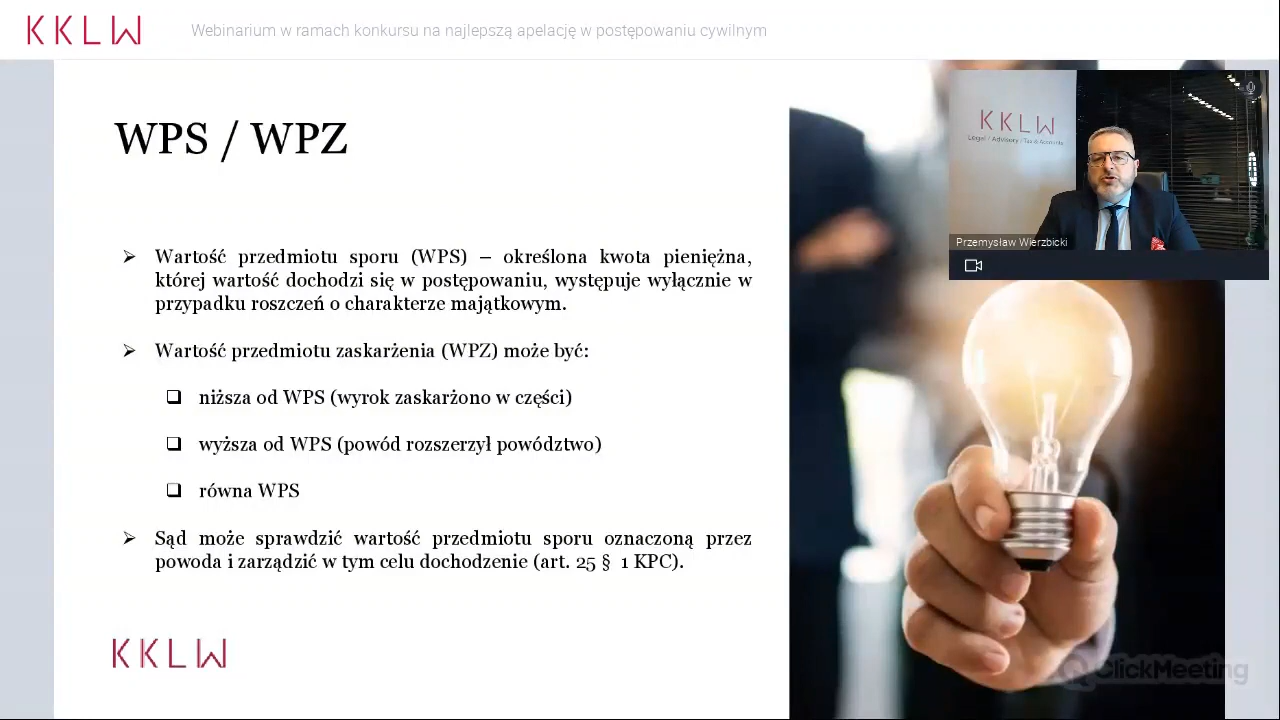 KKLW
Webinarium w ramach konkursu na najlepszą apelację w postępowaniu cywilnym
WPS / WPZ
➢ Wartość przedmiotu sporu (WPS) – określona kwota pieniężna,
której wartość dochodzi się w postępowaniu, występuje wyłącznie w
przypadku roszczeń o charakterze majątkowym.
➢ Wartość przedmiotu zaskarżenia (WPZ) może być:
❑ niższa od WPS (wyrok zaskarżono w części)
❑ wyższa od WPS (powód rozszerzył powództwo)
❑ równa WPS
➢ Sąd może sprawdzić wartość przedmiotu sporu oznaczoną przez
powoda i zarządzić w tym celu dochodzenie (art. 25 § 1 KPC).
KKLW
KKLW
Legal / Advisory / Tax & Accounts
Przemysław Wierzbicki
ClickMeeting